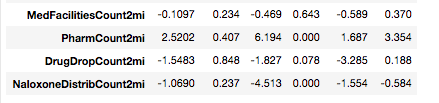 MedFacilitiesCount2mi -0.1097 0.234 -0.469 0.643 -0.589 0.370
PharmCount2mi 2.5202 0.407 6.194 0.000 1.687 3.354
DrugDropCount2mi -1.5483 0.848 -1.827 0.078 -3.285 0.188
NaloxoneDistribCount2mi -1.0690 0.237 -4.513 0.000 -1.554 -0.584